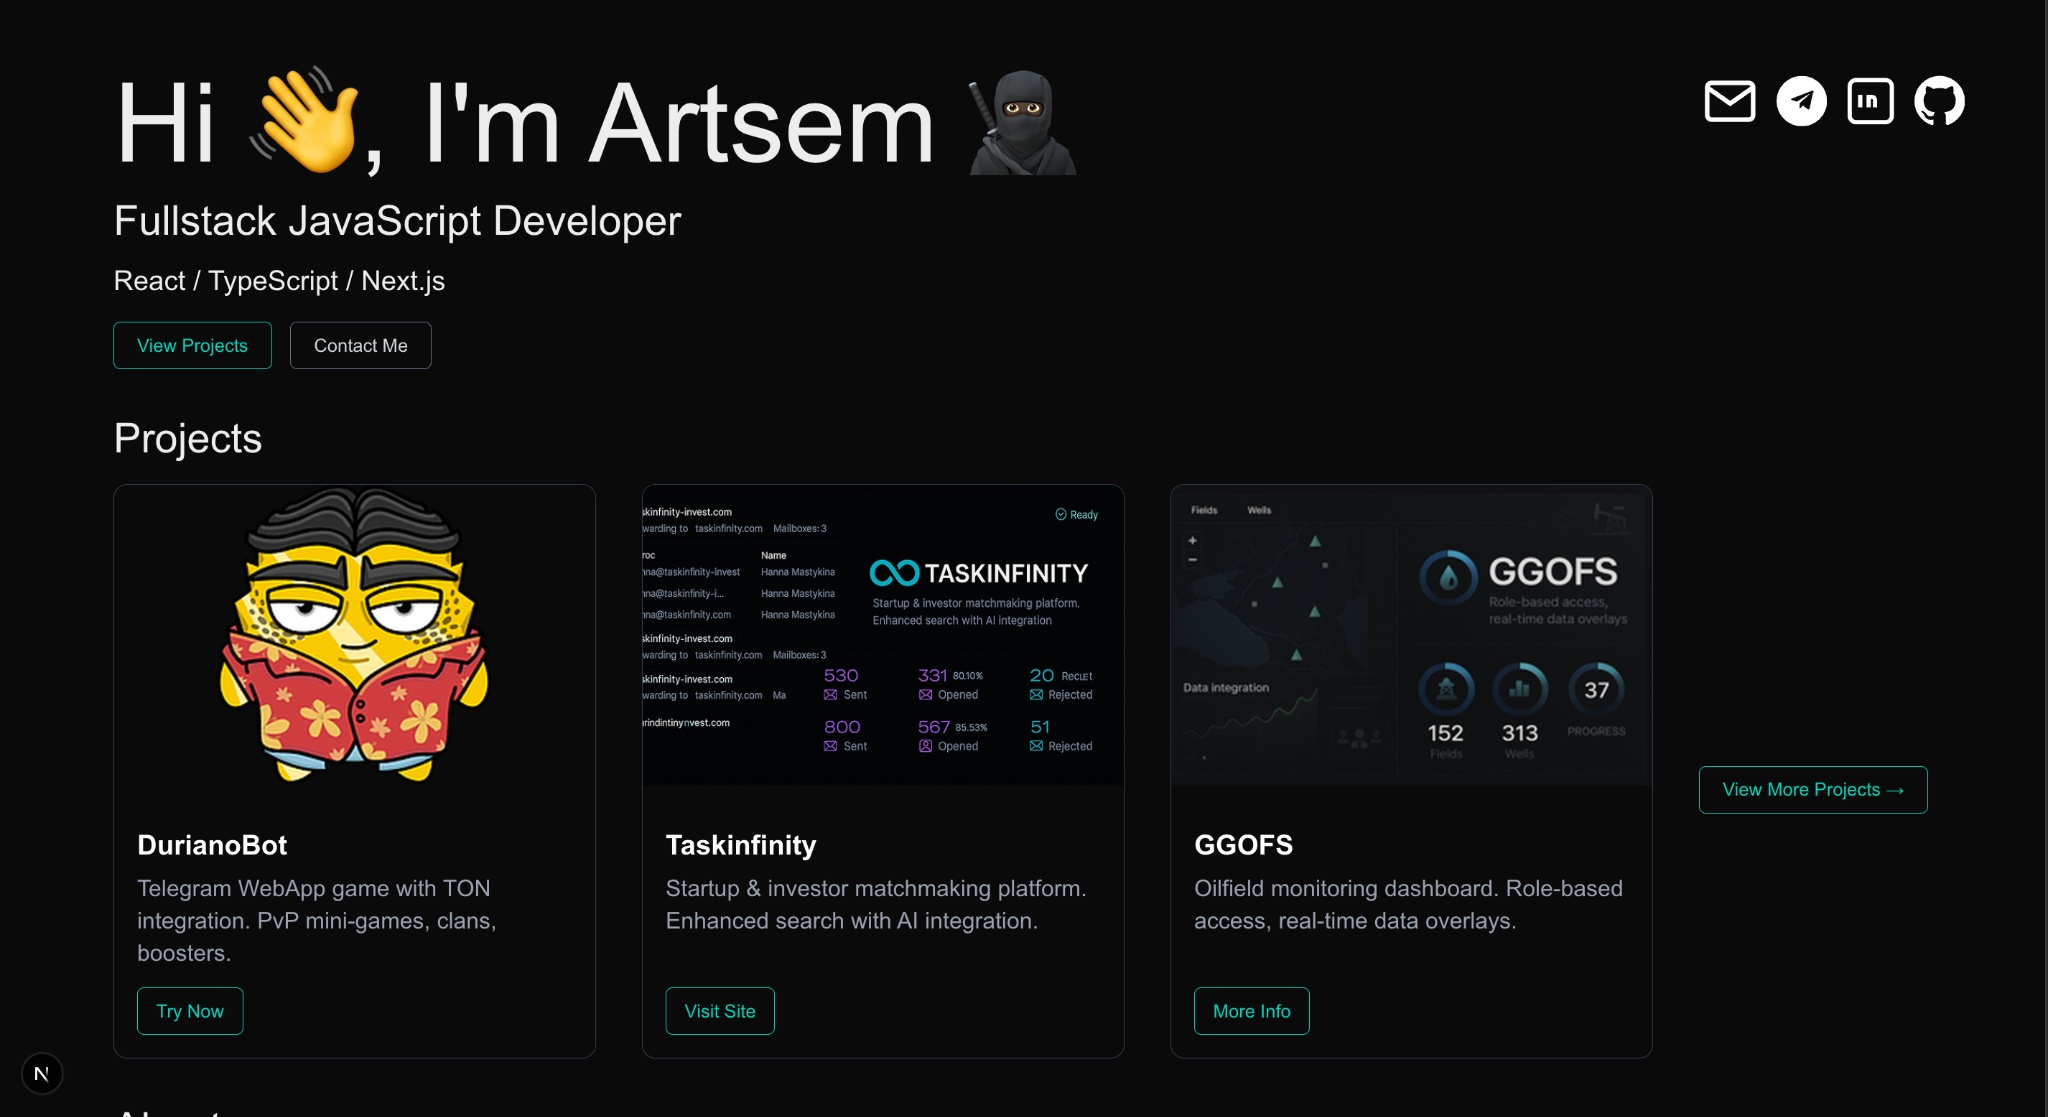 Hi 👋, I'm Artsem 🥷
Fullstack JavaScript Developer
React / TypeScript / Next.js
View Projects
Contact Me
Projects
skinfinity-invest.com
warding to taskinfinity.com Mailboxes: 3
Ready
roc Name
nna@taskinfinity-invest Hanna Mastykina
nna@taskinfinity-i... Hanna Mastykina
nna@taskinfinity.com Hanna Mastykina
TASKINFINITY
Startup & investor matchmaking platform.
Enhanced search with AI integration
skinfinity-invest.com
warding to taskinfinity.com Mailboxes: 3
skinfinity-invest.com
warding to taskinfinity.com Ma
rindintinynvest.com
530 331 80.10% 20
Sent Opened Rejected
800 567 85.53% 51
Sent Opened Rejected
Fields Wells
+
−
GGOFS
Role-based access,
real-time data overlays
Data integration
152 313 37
Fields Wells PROGRESS
DurianoBot
Telegram WebApp game with TON
integration. PvP mini-games, clans,
boosters.
Try Now
Taskinfinity
Startup & investor matchmaking platform.
Enhanced search with AI integration.
Visit Site
GGOFS
Oilfield monitoring dashboard. Role-based
access, real-time data overlays.
More Info
View More Projects →
N